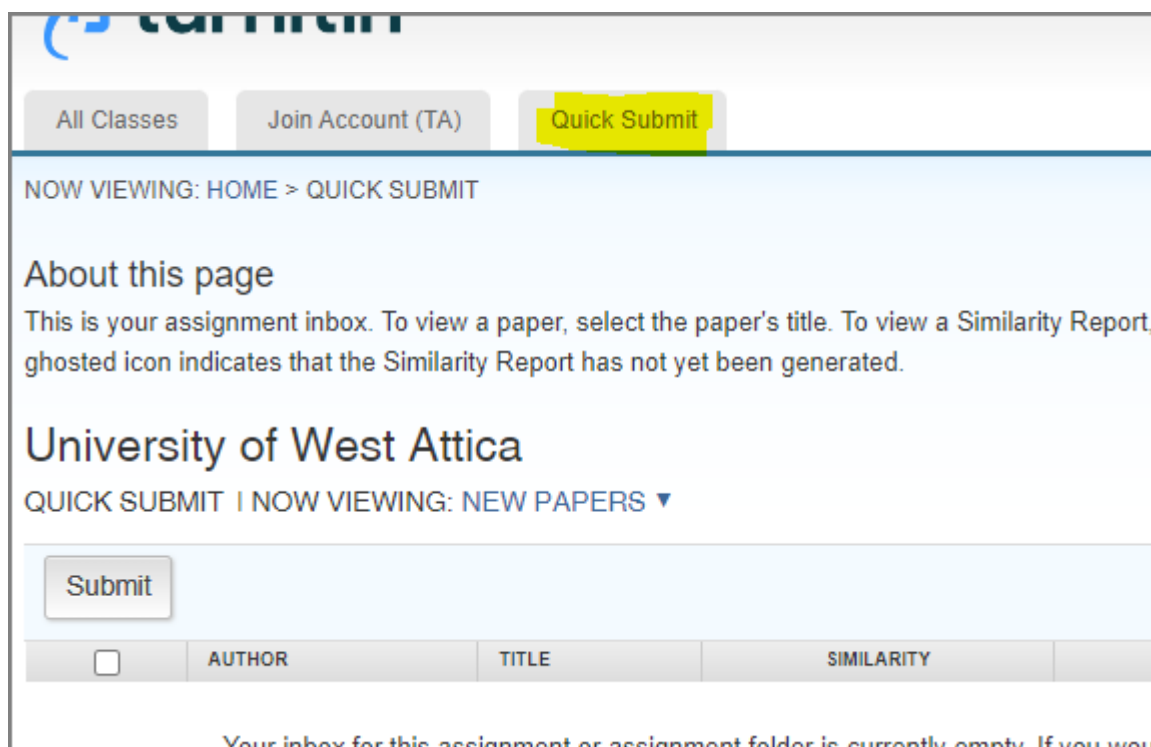 turnitin
All Classes Join Account (TA) Quick Submit
NOW VIEWING: HOME > QUICK SUBMIT
About this page
This is your assignment inbox. To view a paper, select the paper's title. To view a Similarity Report,
ghosted icon indicates that the Similarity Report has not yet been generated.
University of West Attica
QUICK SUBMIT | NOW VIEWING: NEW PAPERS ▼
Submit
AUTHOR TITLE SIMILARITY
Your inbox for this assignment or assignment folder is currently empty. If you wou